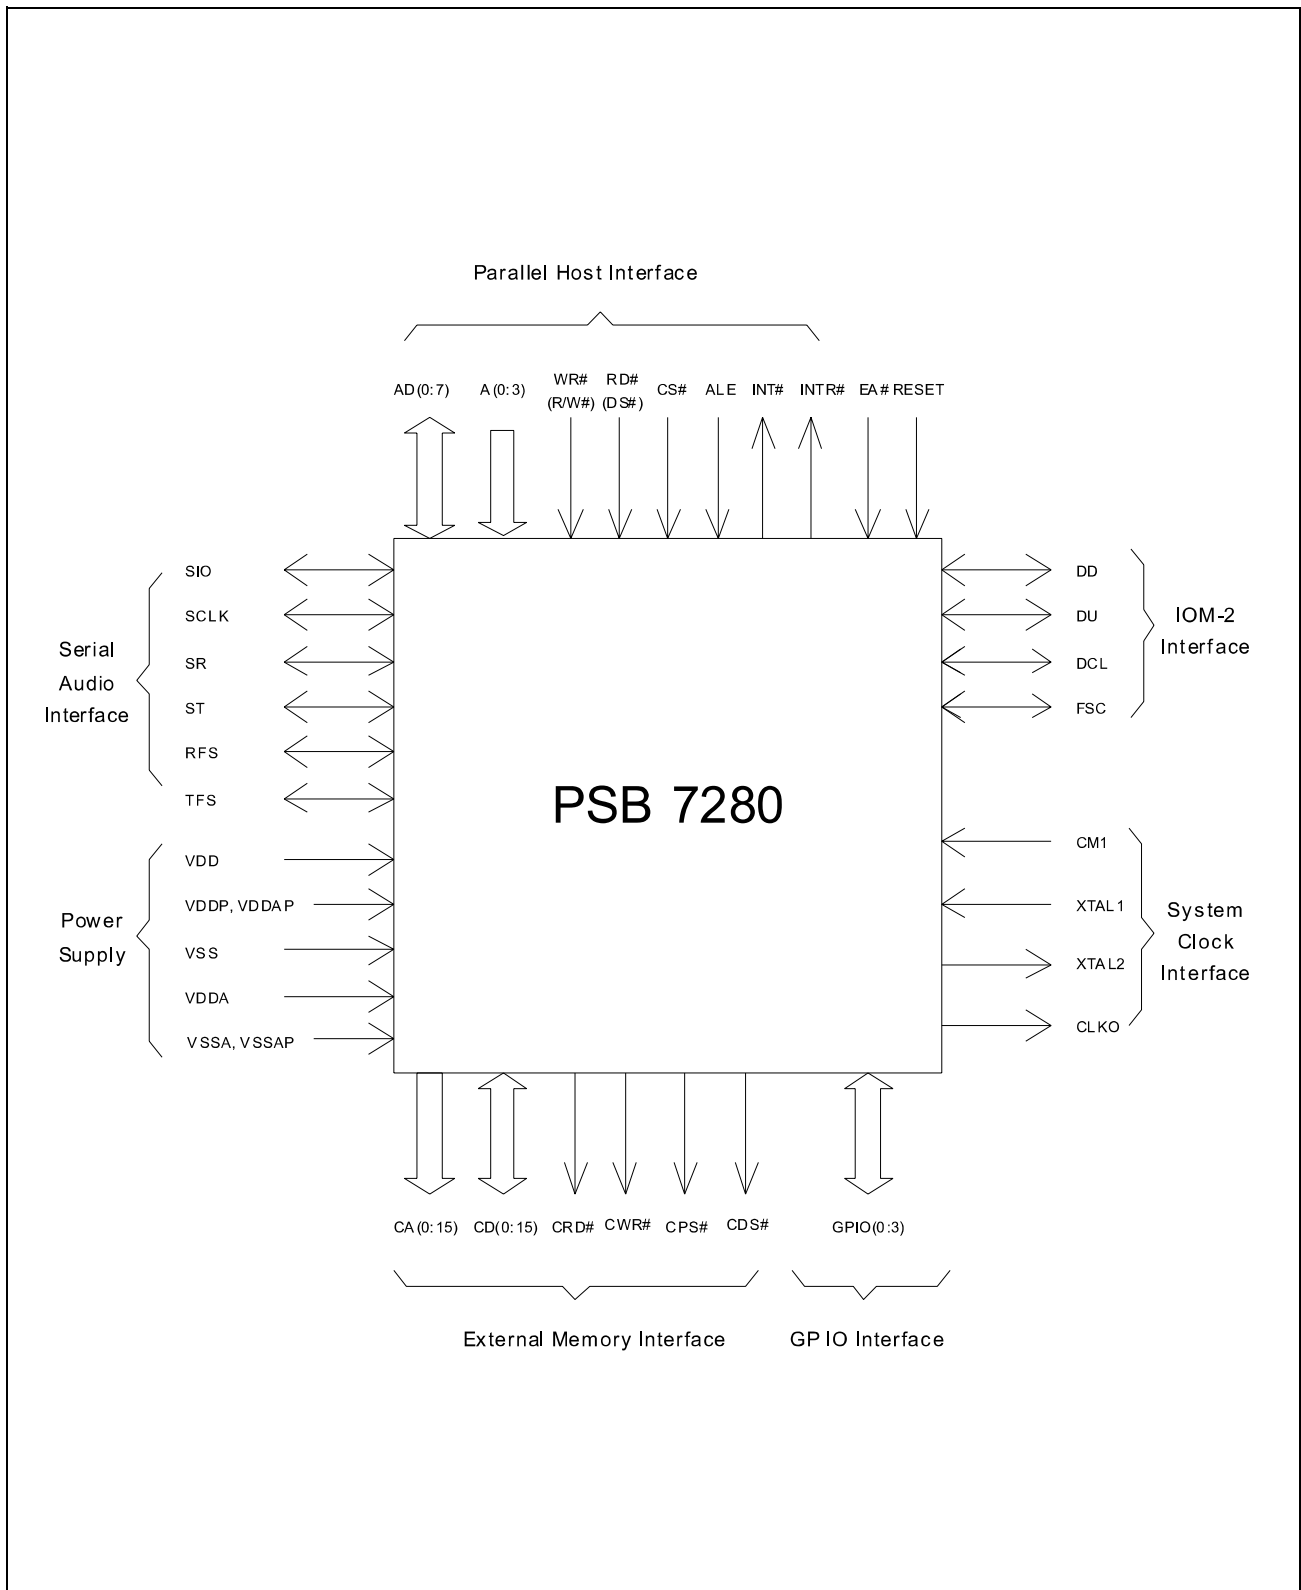 Parallel Host Interface
AD(0:7) A(0:3) WR# RD# CS# ALE INT# INTR# EA# RESET
(R/W#) (DS#)
SIO
SCLK
SR
ST
RFS
TFS
Serial
Audio
Interface
VDD
VDDP, VDDAP
VSS
VDDA
VSSA, VSSAP
Power
Supply
PSB 7280
DD
DU
DCL
FSC
IOM-2
Interface
CM1
XTAL1
XTAL2
CLKO
System
Clock
Interface
CA(0:15) CD(0:15) CRD# CWR# CPS# CDS# GPIO(0:3)
External Memory Interface GPIO Interface